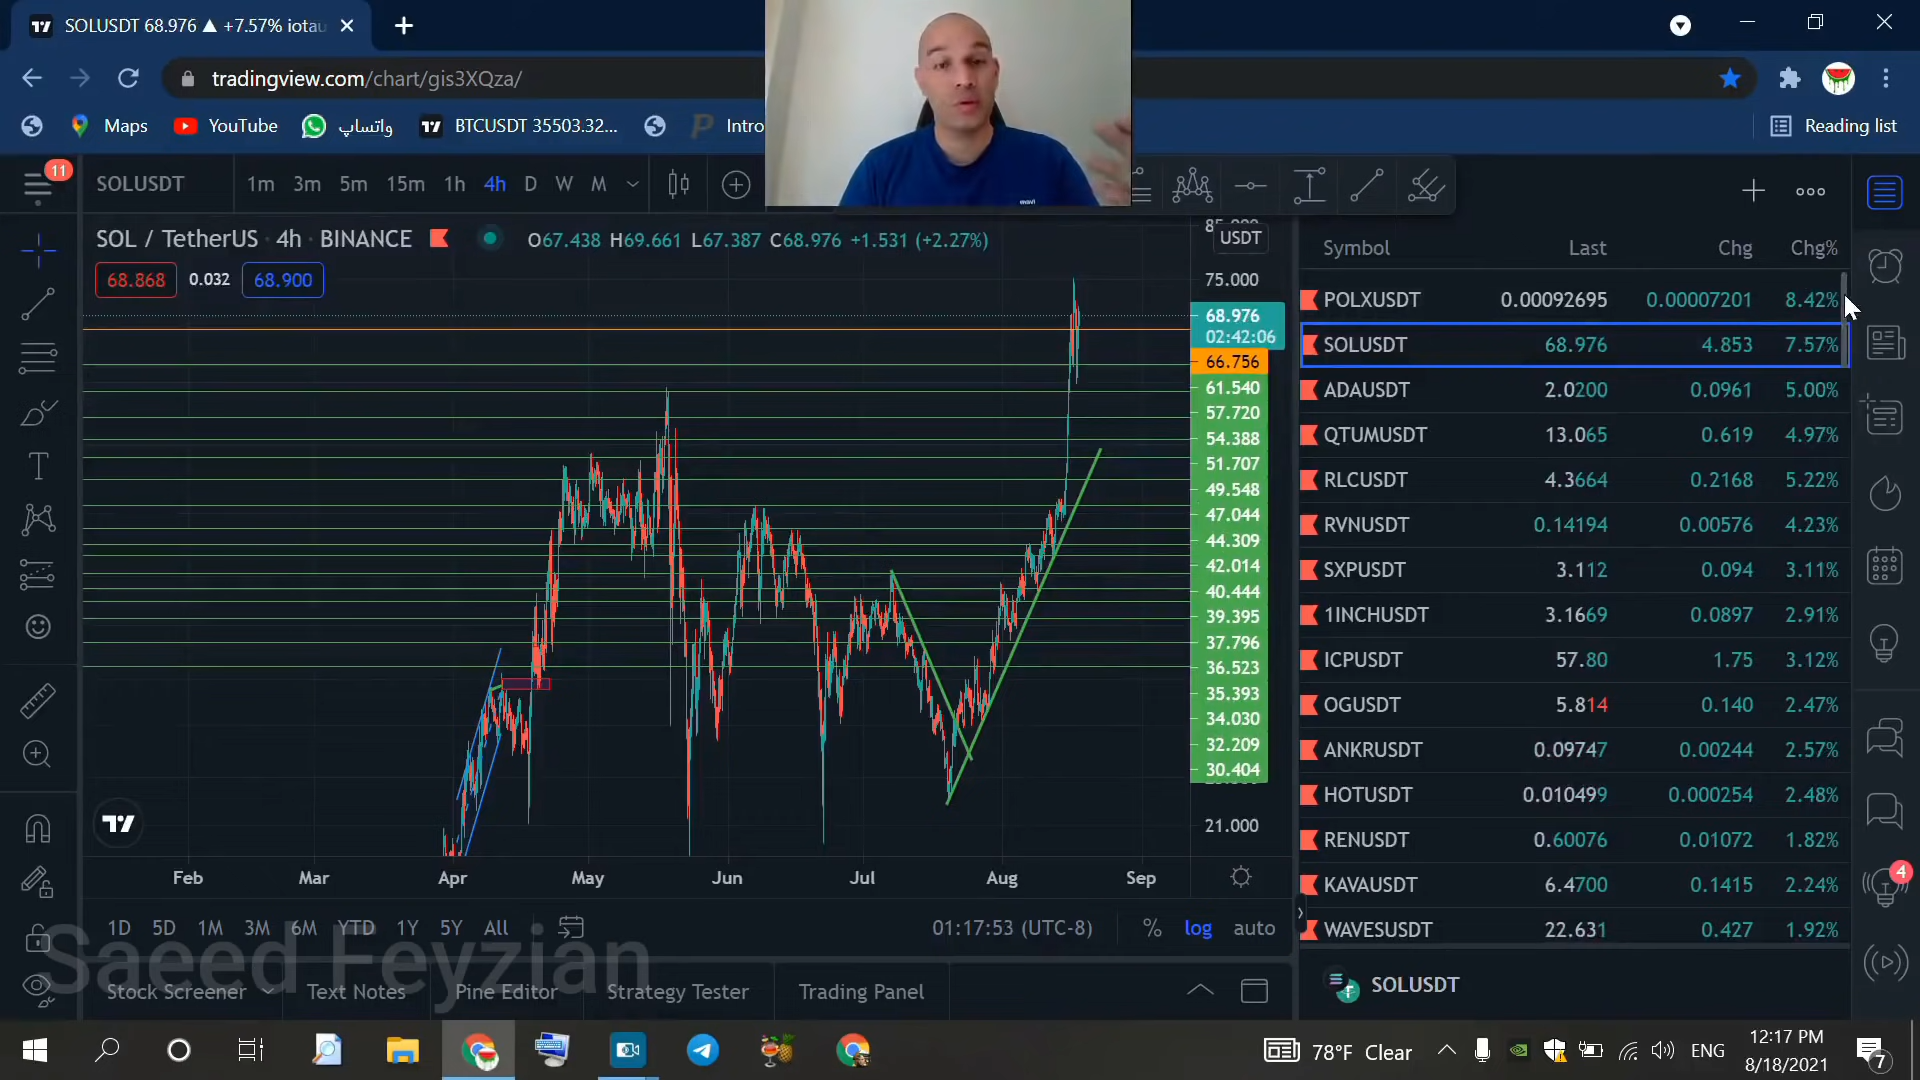 SOLUSDT 68.976 ▲ +7.57% iotau
tradingview.com/chart/gis3XQza/
Maps
YouTube
واتساپ
BTCUSDT 35503.32...
Intro
Reading list
11
SOLUSDT
1m 3m 5m 15m 1h 4h D W M
SOL / TetherUS · 4h · BINANCE
O67.438 H69.661 L67.387 C68.976 +1.531 (+2.27%)
68.868 0.032 68.900
USDT
75.000
68.976
02:42:06
66.756
61.540
57.720
54.388
51.707
49.548
47.044
44.309
42.014
40.444
39.395
37.796
36.523
35.393
34.030
32.209
30.404
21.000
Feb Mar Apr May Jun Jul Aug Sep
1D 5D 1M 3M 6M YTD 1Y 5Y All
01:17:53 (UTC-8) % log auto
Saeed Feyzian
Stock Screener Text Notes Pine Editor Strategy Tester Trading Panel
Symbol Last Chg Chg%
POLXUSDT 0.00092695 0.00007201 8.42%
SOLUSDT 68.976 4.853 7.57%
ADAUSDT 2.0200 0.0961 5.00%
QTUMUSDT 13.065 0.619 4.97%
RLCUSDT 4.3664 0.2168 5.22%
RVNUSDT 0.14194 0.00576 4.23%
SXPUSDT 3.112 0.094 3.11%
1INCHUSDT 3.1669 0.0897 2.91%
ICPUSDT 57.80 1.75 3.12%
OGUSDT 5.814 0.140 2.47%
ANKRUSDT 0.09747 0.00244 2.57%
HOTUSDT 0.010499 0.000254 2.48%
RENUSDT 0.60076 0.01072 1.82%
KAVAUSDT 6.4700 0.1415 2.24%
WAVESUSDT 22.631 0.427 1.92%
SOLUSDT
4
78°F Clear
ENG
12:17 PM
8/18/2021
7